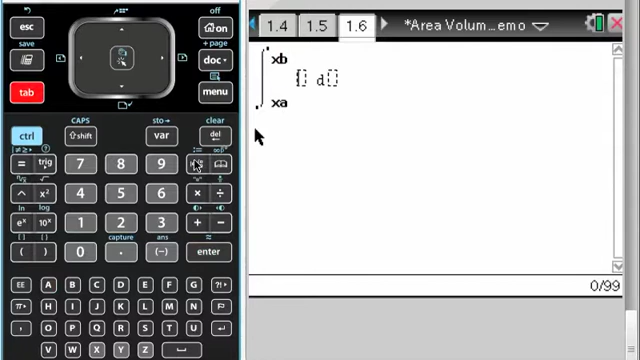 off
esc
on
save
+ page
doc
tab
menu
CAPS
sto→
clear
ctrl
⇧shift
var
del
= trig 7 8 9
^ x² 4 5 6 × ÷
ln log
eˣ 10ˣ 1 2 3 + −
capture ans ≈
( ) 0 . (−) enter
EE A B C D E F G ?!▸
π▸ H I J K L M N
, O P Q R S T U ↵
V W X Y Z
1.4 1.5 1.6 *Area Volum...emo
xb
∫ d
xa
0/99